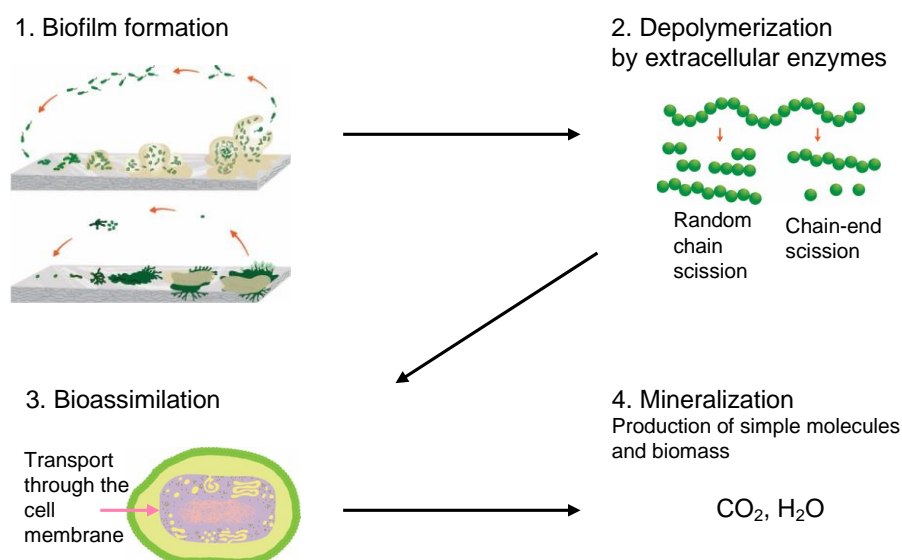 1. Biofilm formation
2. Depolymerization
by extracellular enzymes
Random
chain
scission
Chain-end
scission
3. Bioassimilation
Transport
through the
cell
membrane
4. Mineralization
Production of simple molecules
and biomass
CO₂, H₂O